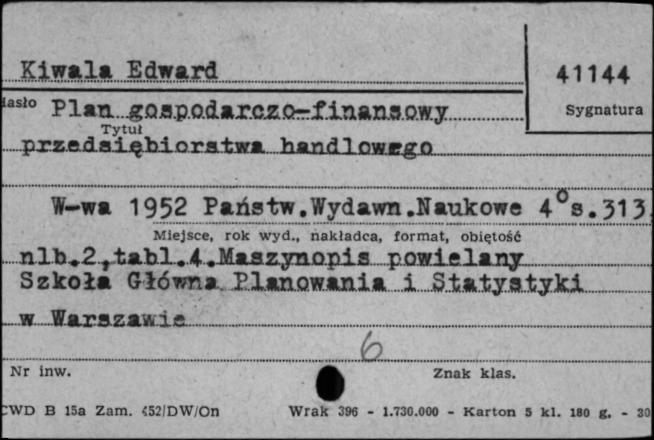 Kiwala Edward
41144
Hasło Plan gospodarczo-finansowy
Sygnatura
Tytuł
przedsiębiorstwa handlowego
W-wa 1952 Państw.Wydawn.Naukowe 4°s.313
Miejsce, rok wyd., nakładca, format, obiętość
nlb.2,tabl.4.Maszynopis powielany
Szkoła Główna Planowania i Statystyki
w Warszawie
6
Nr inw.
Znak klas.
CWD B 15a Zam. 452/DW/On
Wrak 396 - 1.730.000 - Karton 5 kl. 180 g. - 30